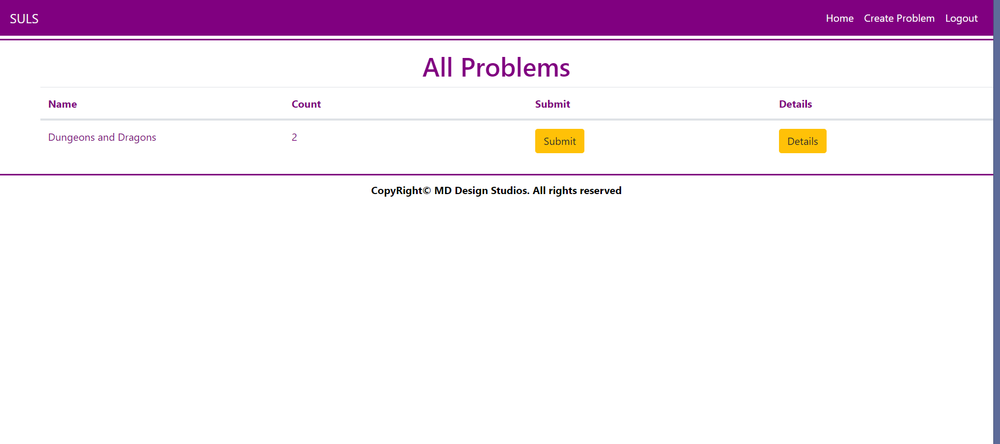 SULS Home Create Problem Logout
All Problems
Name Count Submit Details
Dungeons and Dragons 2 Submit Details
CopyRight© MD Design Studios. All rights reserved